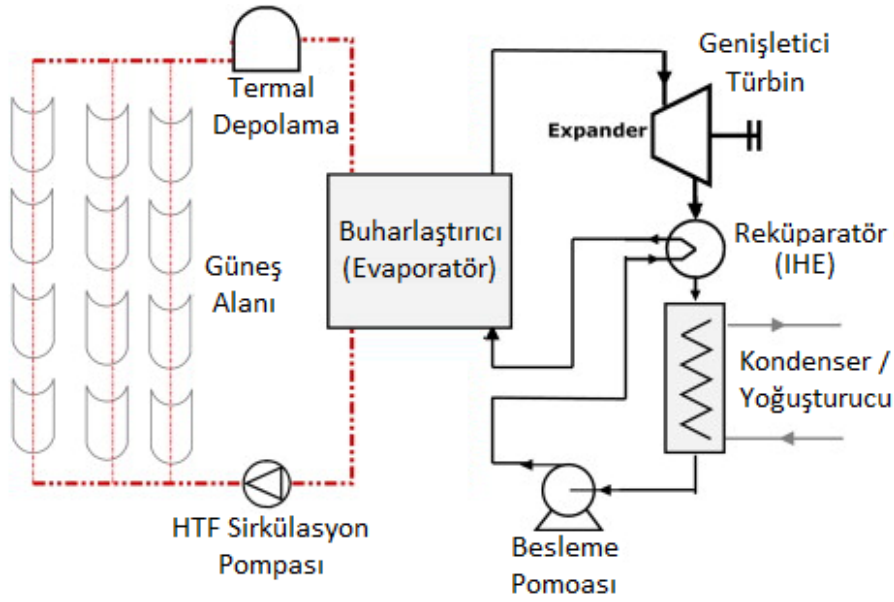 Termal
Depolama
Genişletici
Türbin
Expander
Buharlaştırıcı
(Evaporatör)
Güneş
Alanı
Reküparatör
(IHE)
Kondenser /
Yoğuşturucu
HTF Sirkülasyon
Pompası
Besleme
Pomoası